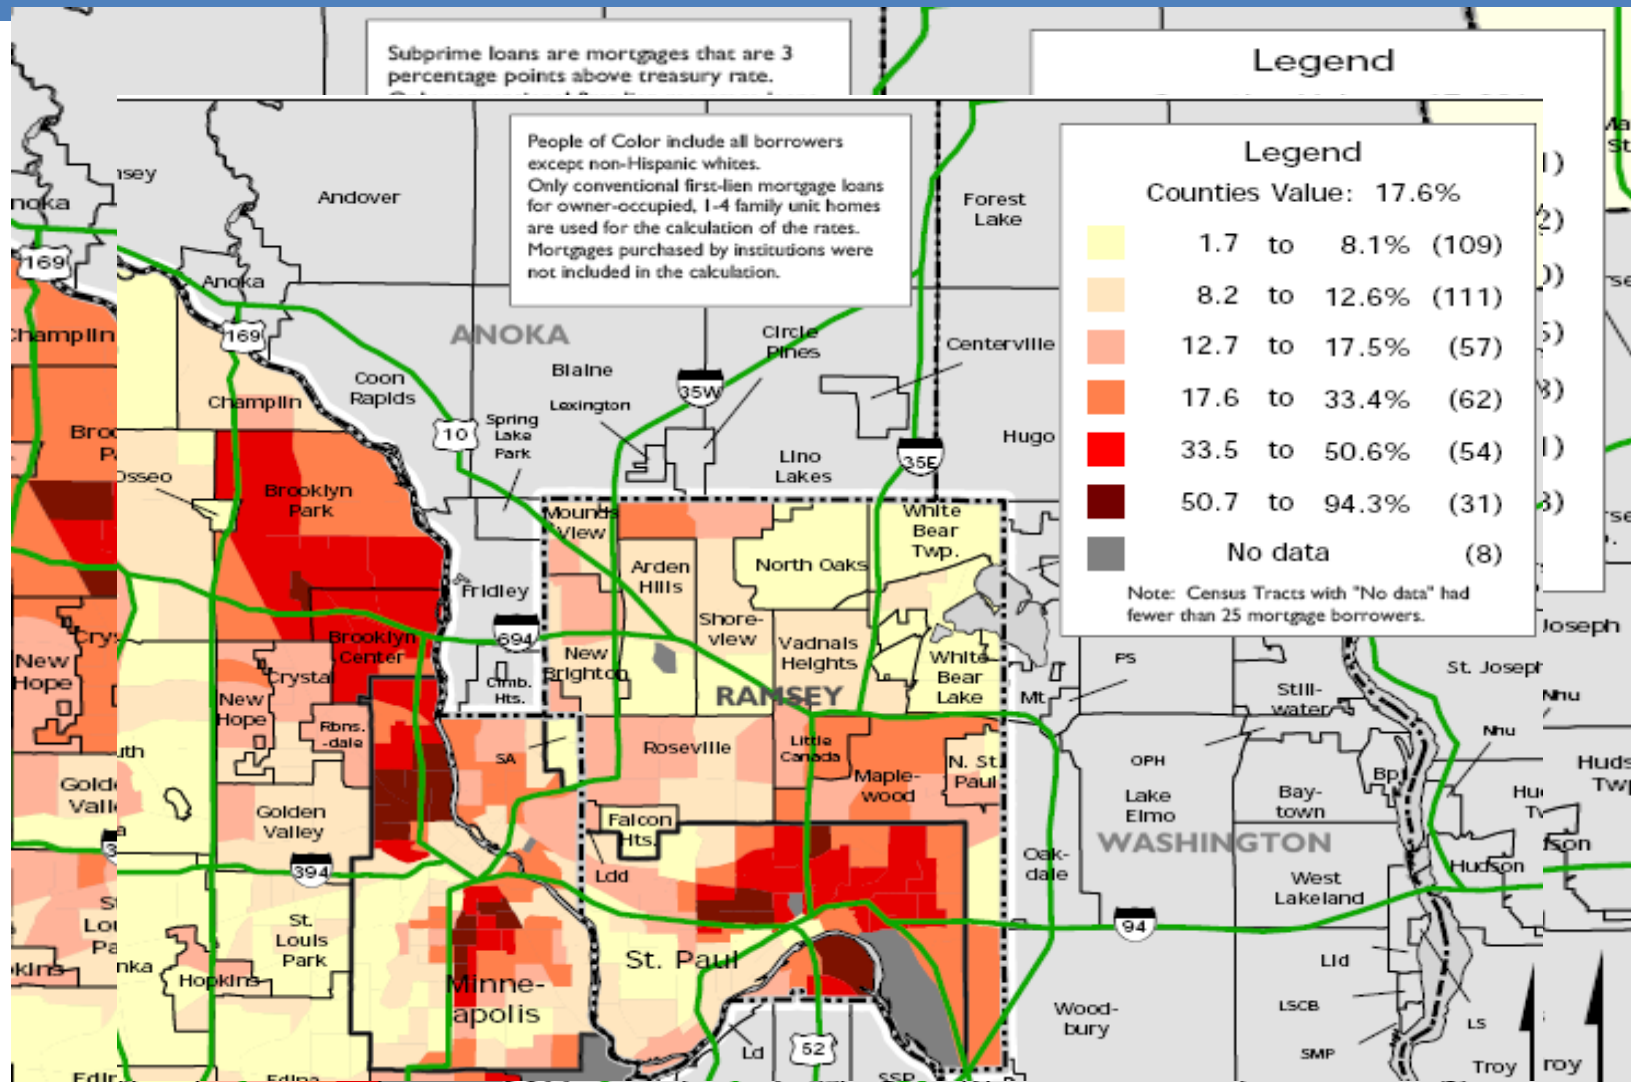 Subprime loans are mortgages that are 3
percentage points above treasury rate.
Legend
People of Color include all borrowers
except non-Hispanic whites.
Only conventional first-lien mortgage loans
for owner-occupied, 1-4 family unit homes
are used for the calculation of the rates.
Mortgages purchased by institutions were
not included in the calculation.
Legend
Counties Value: 17.6%
1.7 to 8.1% (109)
8.2 to 12.6% (111)
12.7 to 17.5% (57)
17.6 to 33.4% (62)
33.5 to 50.6% (54)
50.7 to 94.3% (31)
No data (8)
Note: Census Tracts with "No data" had
fewer than 25 mortgage borrowers.
Andover
Forest
Lake
169
Anoka
169
Champlin
Champlin
ANOKA
Circle
Pines
Centerville
Blaine
35W
Coon
Rapids
Lexington
10
Spring
Lake
Park
Hugo
35E
Lino
Lakes
Osseo
Brooklyn
Park
Mounds
View
White
Bear
Twp.
North Oaks
Arden
Hills
Fridley
694
Shore-
view
Vadnais
Heights
Brooklyn
Center
New
Hope
Crystal
New
Hope
New
Brighton
White
Bear
Lake
Clmb.
Hts.
RAMSEY
Mt
PS
St. Joseph
Still-
water
Nhu
Nhu
Rbns.
-dale
SA
Roseville
Little
Canada
Maple-
wood
N. St.
Paul
OPH
Lake
Elmo
Bay-
town
Bp
Golden
Valley
Falcon
Hts.
WASHINGTON
Hudson
394
Ldd
Oak-
dale
West
Lakeland
94
St.
Louis
Park
Hopkins
Minne-
apolis
St. Paul
Lld
LSCB
LS
SMP
Wood-
bury
Ld
52
SSP
Troy
Edina